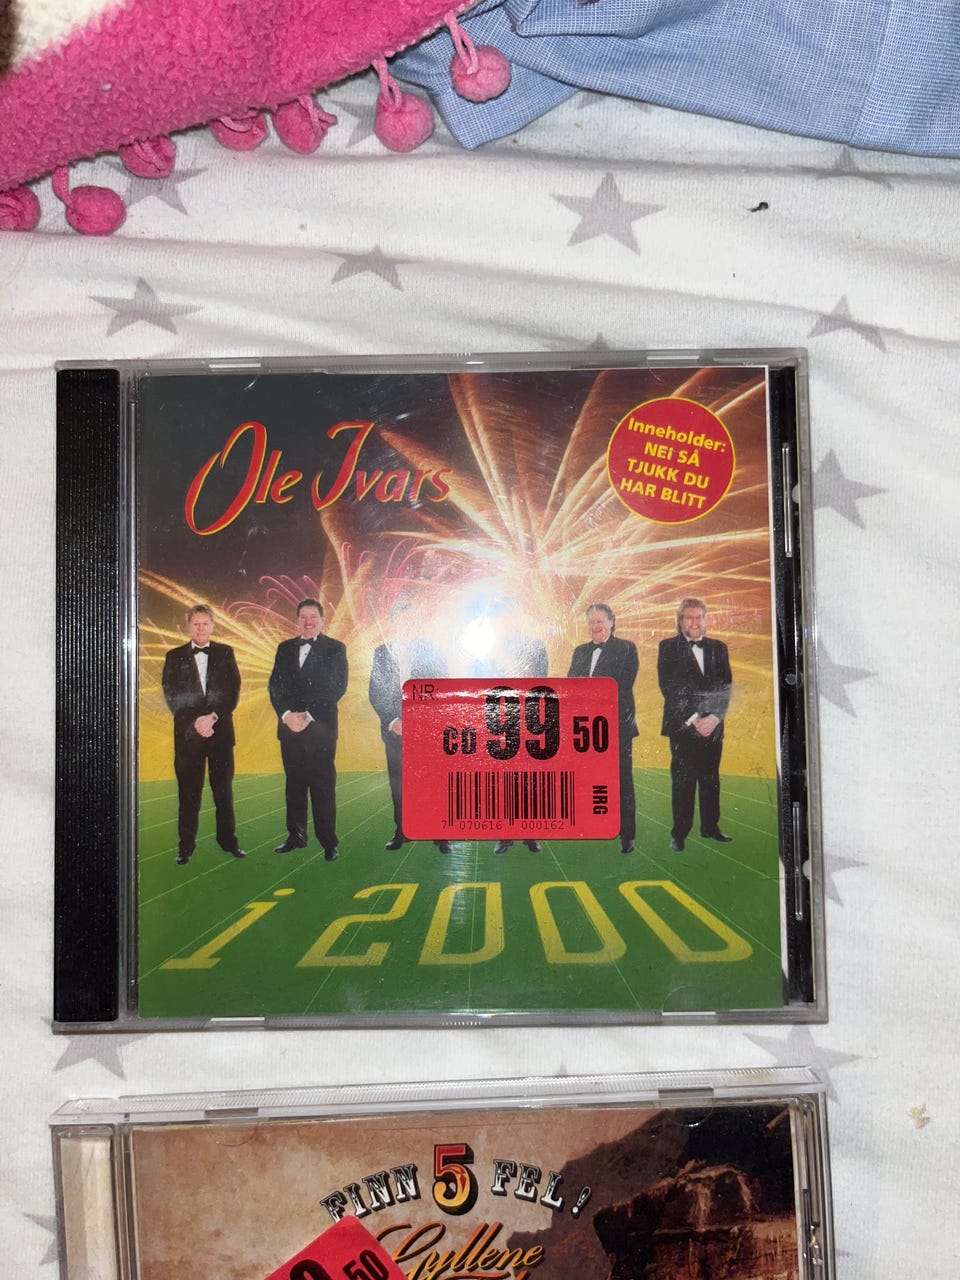 Ole Ivars
Inneholder:
NEi SÅ
TJUKK DU
HAR BLITT
NR.
CD 99 50
NRG
7 070616 000162
i 2000
FINN 5 FEL!
Gyllene
50